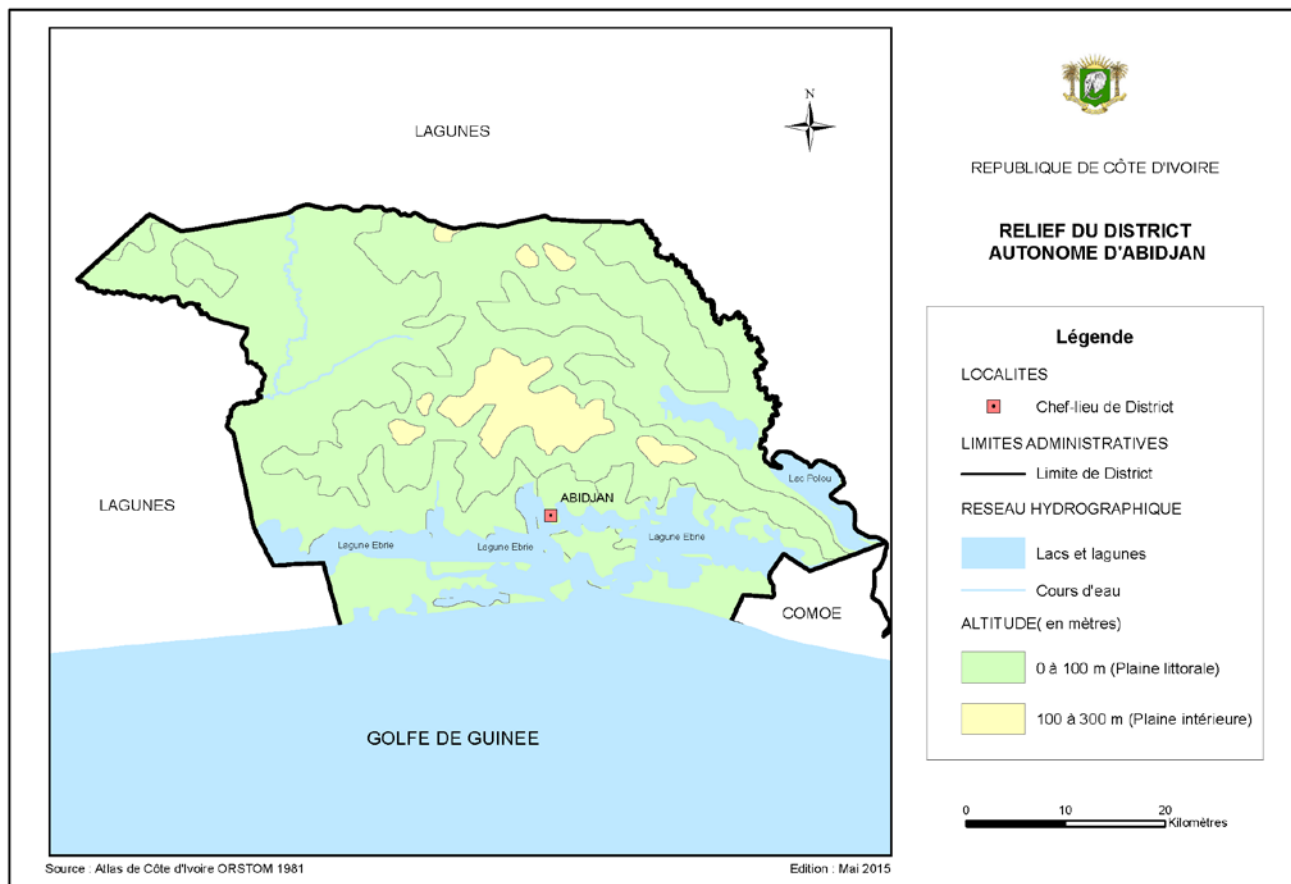 LAGUNES
N
LAGUNES
ABIDJAN
Lac Potou
Lagune Ebrie
Lagune Ebrie
Lagune Ebrie
COMOE
GOLFE DE GUINEE
Source : Atlas de Côte d'Ivoire ORSTOM 1981
Edition : Mai 2015
REPUBLIQUE DE CÔTE D'IVOIRE
RELIEF DU DISTRICT
AUTONOME D'ABIDJAN
Légende
LOCALITES
Chef-lieu de District
LIMITES ADMINISTRATIVES
Limite de District
RESEAU HYDROGRAPHIQUE
Lacs et lagunes
Cours d'eau
ALTITUDE( en mètres)
0 à 100 m (Plaine littorale)
100 à 300 m (Plaine intérieure)
0 10 20
Kilomètres